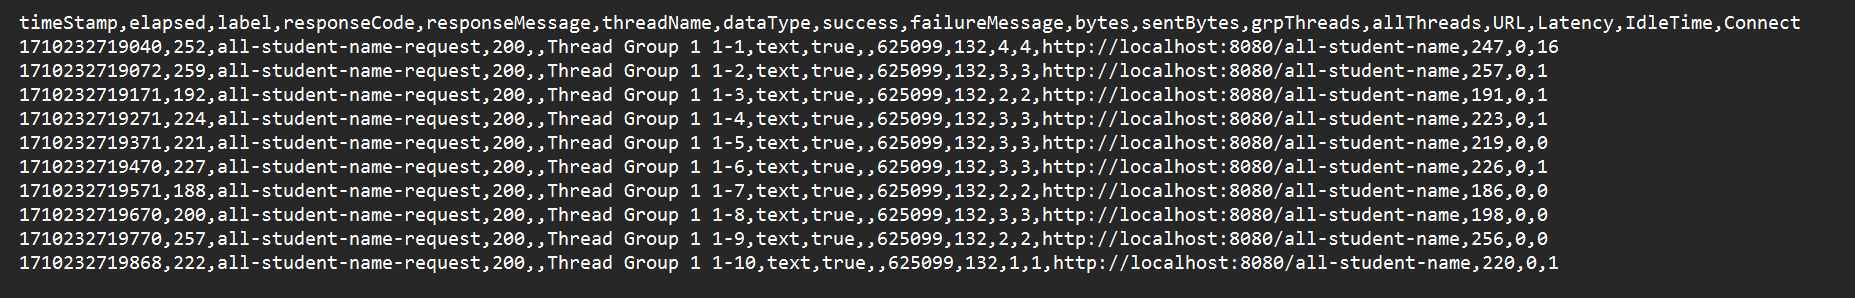 timeStamp,elapsed,label,responseCode,responseMessage,threadName,dataType,success,failureMessage,bytes,sentBytes,grpThreads,allThreads,URL,Latency,IdleTime,Connect
1710232719040,252,all-student-name-request,200,,Thread Group 1 1-1,text,true,,625099,132,4,4,http://localhost:8080/all-student-name,247,0,16
1710232719072,259,all-student-name-request,200,,Thread Group 1 1-2,text,true,,625099,132,3,3,http://localhost:8080/all-student-name,257,0,1
1710232719171,192,all-student-name-request,200,,Thread Group 1 1-3,text,true,,625099,132,2,2,http://localhost:8080/all-student-name,191,0,1
1710232719271,224,all-student-name-request,200,,Thread Group 1 1-4,text,true,,625099,132,3,3,http://localhost:8080/all-student-name,223,0,1
1710232719371,221,all-student-name-request,200,,Thread Group 1 1-5,text,true,,625099,132,3,3,http://localhost:8080/all-student-name,219,0,0
1710232719470,227,all-student-name-request,200,,Thread Group 1 1-6,text,true,,625099,132,3,3,http://localhost:8080/all-student-name,226,0,1
1710232719571,188,all-student-name-request,200,,Thread Group 1 1-7,text,true,,625099,132,2,2,http://localhost:8080/all-student-name,186,0,0
1710232719670,200,all-student-name-request,200,,Thread Group 1 1-8,text,true,,625099,132,3,3,http://localhost:8080/all-student-name,198,0,0
1710232719770,257,all-student-name-request,200,,Thread Group 1 1-9,text,true,,625099,132,2,2,http://localhost:8080/all-student-name,256,0,0
1710232719868,222,all-student-name-request,200,,Thread Group 1 1-10,text,true,,625099,132,1,1,http://localhost:8080/all-student-name,220,0,1